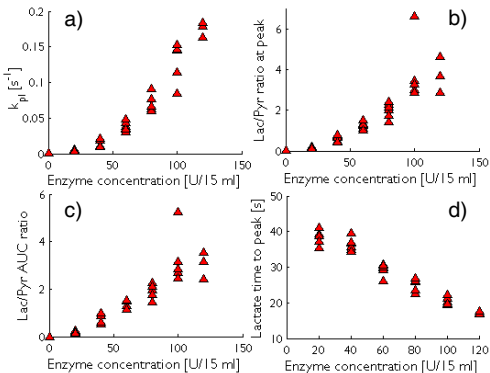 a)
k_pl [s⁻¹]
0.2
0.15
0.1
0.05
0
0 50 100 150
Enzyme concentration [U/15 ml]
b)
Lac/Pyr ratio at peak
6
4
2
0
0 50 100 150
Enzyme concentration [U/15 ml]
c)
Lac/Pyr AUC ratio
6
4
2
0
0 50 100 150
Enzyme concentration [U/15 ml]
d)
Lactate time to peak [s]
50
40
30
20
10
0 20 40 60 80 100 120
Enzyme concentration [U/15 ml]